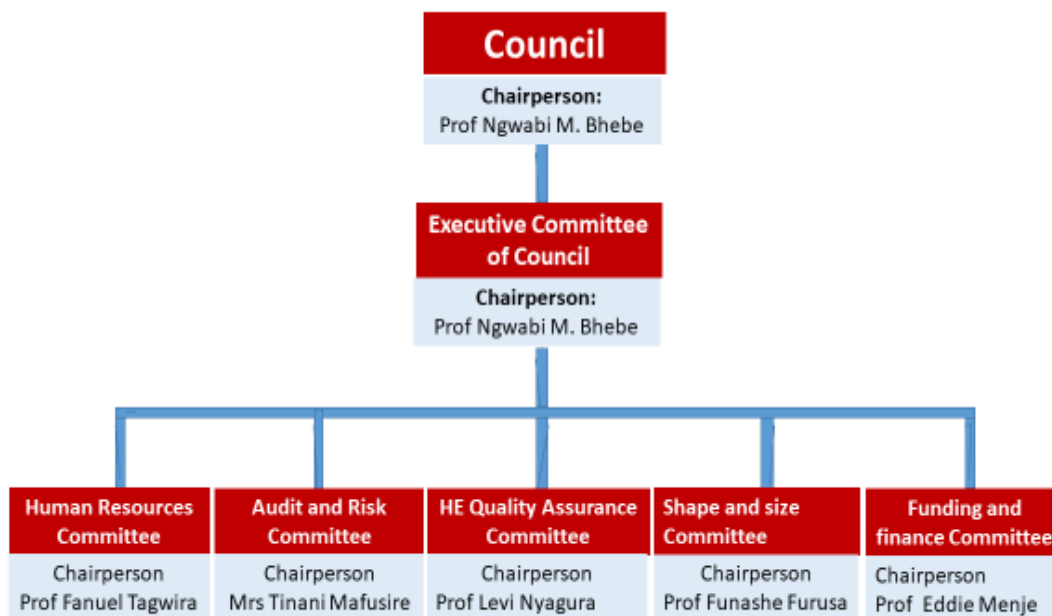 Council
Chairperson:
Prof Ngwabi M. Bhebe
Executive Committee
of Council
Chairperson:
Prof Ngwabi M. Bhebe
Human Resources
Committee
Chairperson
Prof Fanuel Tagwira
Audit and Risk
Committee
Chairperson
Mrs Tinani Mafusire
HE Quality Assurance
Committee
Chairperson
Prof Levi Nyagura
Shape and size
Committee
Chairperson
Prof Funashe Furusa
Funding and
finance Committee
Chairperson
Prof Eddie Menje